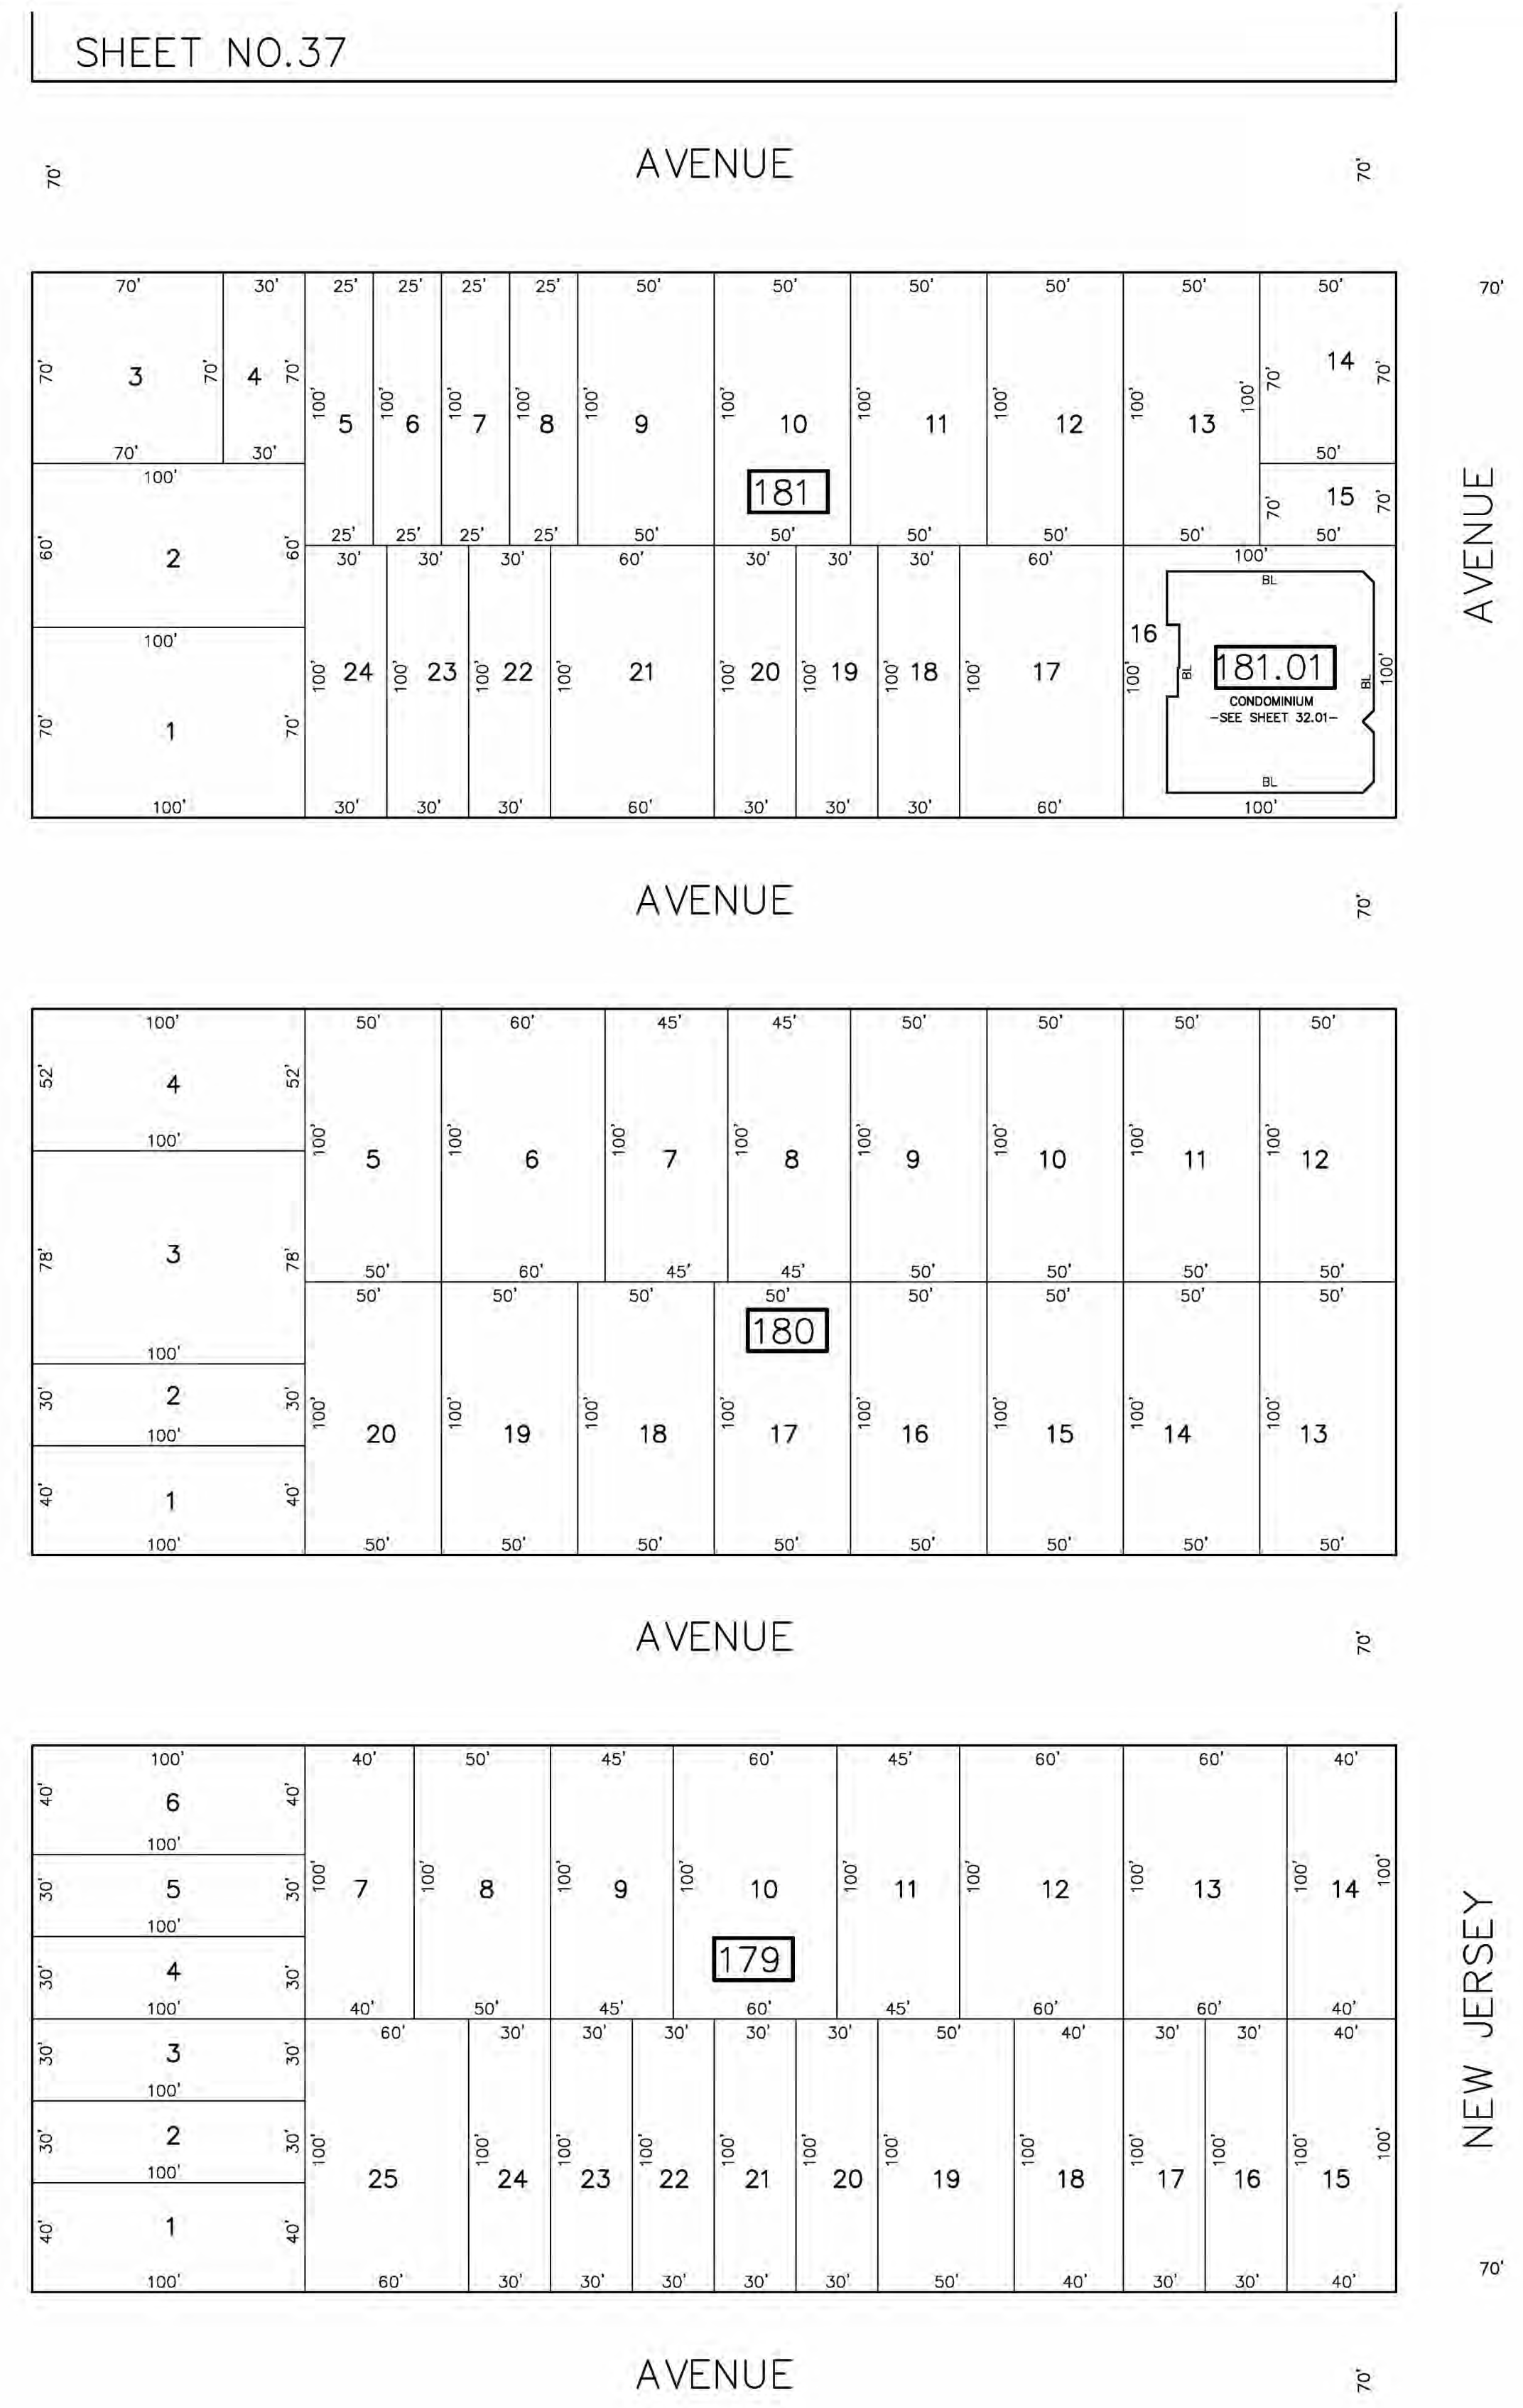 SHEET NO.37
70' AVENUE 70'
70' 30' 25' 25' 25' 25' 50' 50' 50' 50' 50' 50' 70'
70' 3 70' 4 70' 14 70' 70'
100' 5 100' 6 100' 7 100' 8 100' 9 100' 10 100' 11 100' 12 100' 13 100'
70' 30' 50'
100' 181 70' 15 70'
25' 25' 25' 25' 50' 50' 50' 50' 50' 50'
60' 2 60' 30' 30' 30' 60' 30' 30' 30' 60' 100'
AVENUE
BL
100' 16
100' 24 100' 23 100' 22 100' 21 100' 20 100' 19 100' 18 100' 17 100' BL 181.01 BL 100'
CONDOMINIUM
-SEE SHEET 32.01-
70' 1 70'
BL
100' 30' 30' 30' 60' 30' 30' 30' 60' 100'
AVENUE 70'
100' 50' 60' 45' 45' 50' 50' 50' 50'
52' 4 52'
100' 100' 5 100' 6 100' 7 100' 8 100' 9 100' 10 100' 11 100' 12
78' 3 78'
50' 60' 45' 45' 50' 50' 50' 50'
50' 50' 50' 50' 50' 50' 50' 50'
180
100'
30' 2 30'
100' 100' 20 100' 19 100' 18 100' 17 100' 16 100' 15 100' 14 100' 13
40' 1 40'
100' 50' 50' 50' 50' 50' 50' 50' 50'
AVENUE 70'
100' 40' 50' 45' 60' 45' 60' 60' 40'
40' 6 40'
100'
30' 5 30' 100' 7 100' 8 100' 9 100' 10 100' 11 100' 12 100' 13 100' 14 100'
100'
179
30' 4 30'
100' 40' 50' 45' 60' 45' 60' 60' 40'
NEW JERSEY
60' 30' 30' 30' 30' 30' 50' 40' 30' 30' 40'
30' 3 30'
100'
30' 2 30'
100' 100' 25 100' 24 100' 23 100' 22 100' 21 100' 20 100' 19 100' 18 100' 17 100' 16 100' 15 100'
40' 1 40'
100' 60' 30' 30' 30' 30' 30' 50' 40' 30' 30' 40' 70'
AVENUE 70'